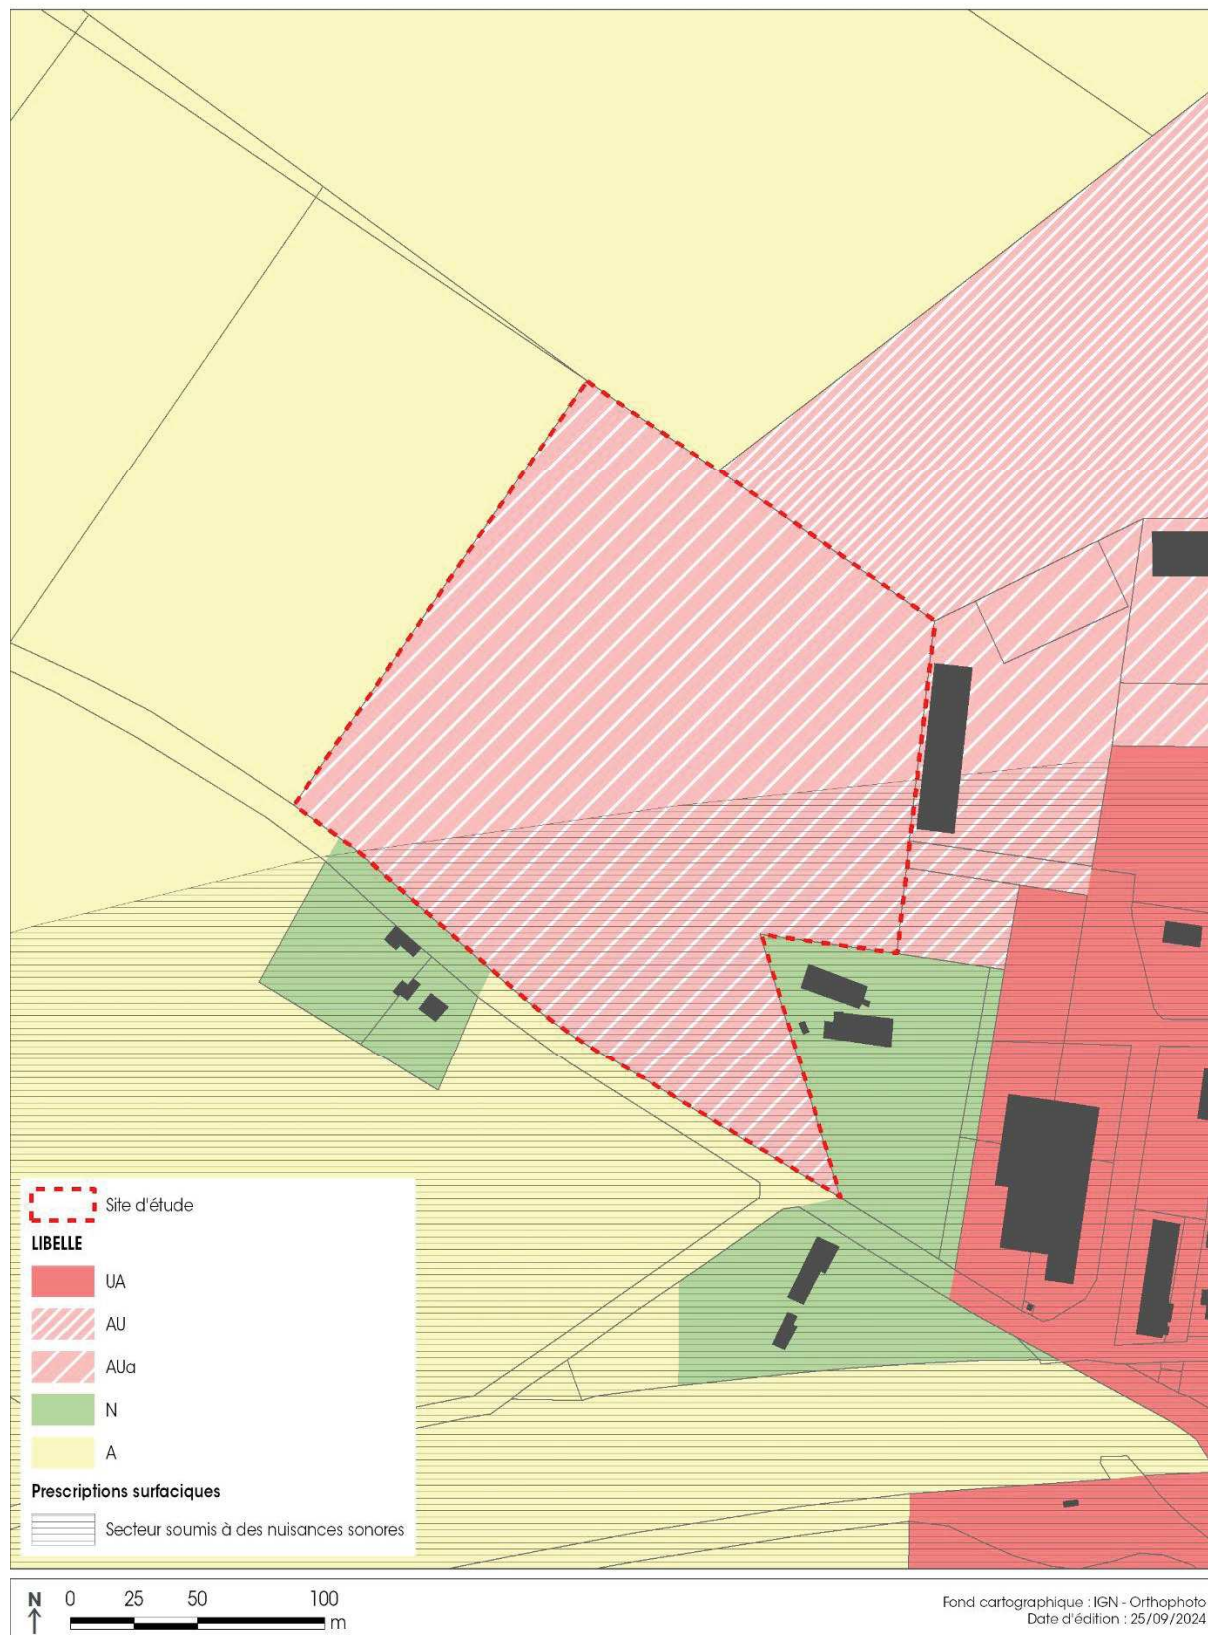 Site d'étude
LIBELLE
UA
AU
AUa
N
A
Prescriptions surfaciques
Secteur soumis à des nuisances sonores
N 0 25 50 100
m
Fond cartographique : IGN - Orthophoto
Date d'édition : 25/09/2024